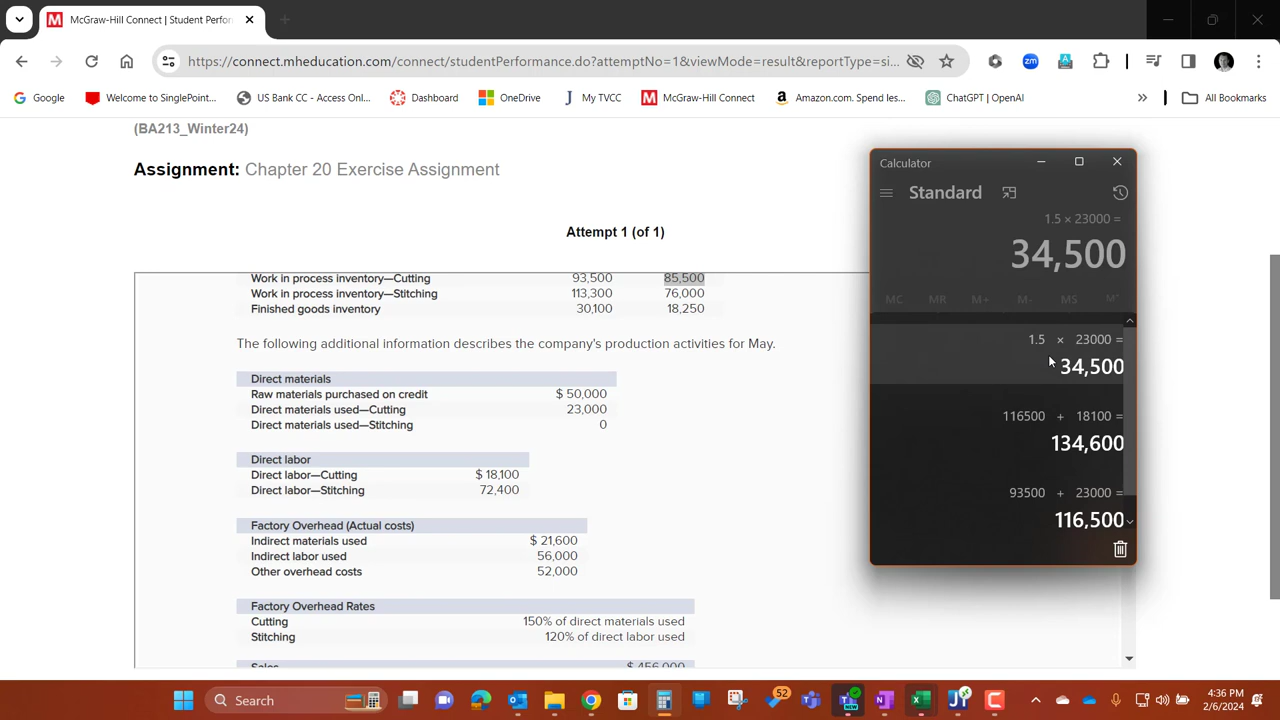 McGraw-Hill Connect | Student Perfor
https://connect.mheducation.com/connect/studentPerformance.do?attemptNo=1&viewMode=result&reportType=s...
Google Welcome to SinglePoint... US Bank CC - Access Onl... Dashboard OneDrive My TVCC McGraw-Hill Connect Amazon.com. Spend les... ChatGPT | OpenAI All Bookmarks
(BA213_Winter24)
Assignment: Chapter 20 Exercise Assignment
Attempt 1 (of 1)
Work in process inventory—Cutting 93,500 85,500
Work in process inventory—Stitching 113,300 76,000
Finished goods inventory 30,100 18,250
The following additional information describes the company's production activities for May.
Direct materials
Raw materials purchased on credit $ 50,000
Direct materials used—Cutting 23,000
Direct materials used—Stitching 0
Direct labor
Direct labor—Cutting $ 18,100
Direct labor—Stitching 72,400
Factory Overhead (Actual costs)
Indirect materials used $ 21,600
Indirect labor used 56,000
Other overhead costs 52,000
Factory Overhead Rates
Cutting 150% of direct materials used
Stitching 120% of direct labor used
Sales $ 456,000
Calculator
Standard
1.5 × 23000 =
34,500
MC MR M+ M- MS M˅
1.5 × 23000 =
34,500
116500 + 18100 =
134,600
93500 + 23000 =
116,500
Search
52
NEW
4:36 PM
2/6/2024